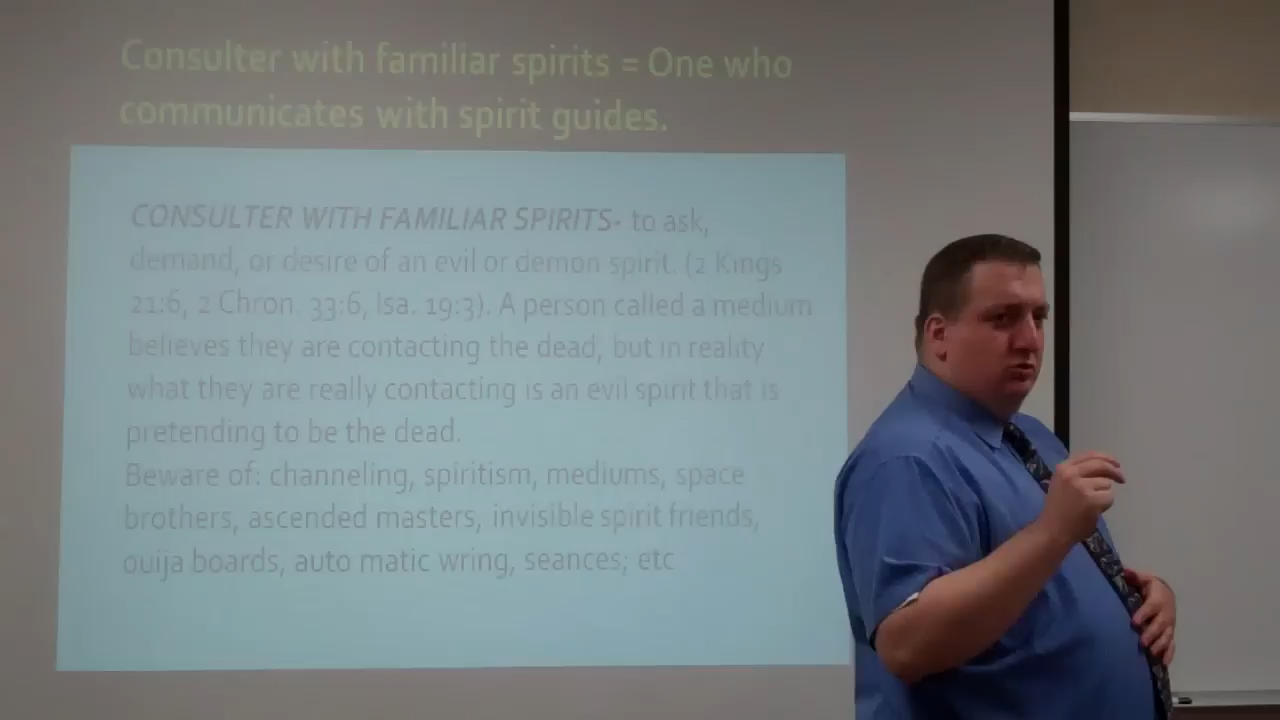 Consulter with familiar spirits = One who
communicates with spirit guides.
CONSULTER WITH FAMILIAR SPIRITS- to ask,
demand, or desire of an evil or demon spirit. (2 Kings
21:6, 2 Chron. 33:6, Isa. 19:3). A person called a medium
believes they are contacting the dead, but in reality
what they are really contacting is an evil spirit that is
pretending to be the dead.
Beware of: channeling, spiritism, mediums, space
brothers, ascended masters, invisible spirit friends,
ouija boards, auto matic wring, seances; etc